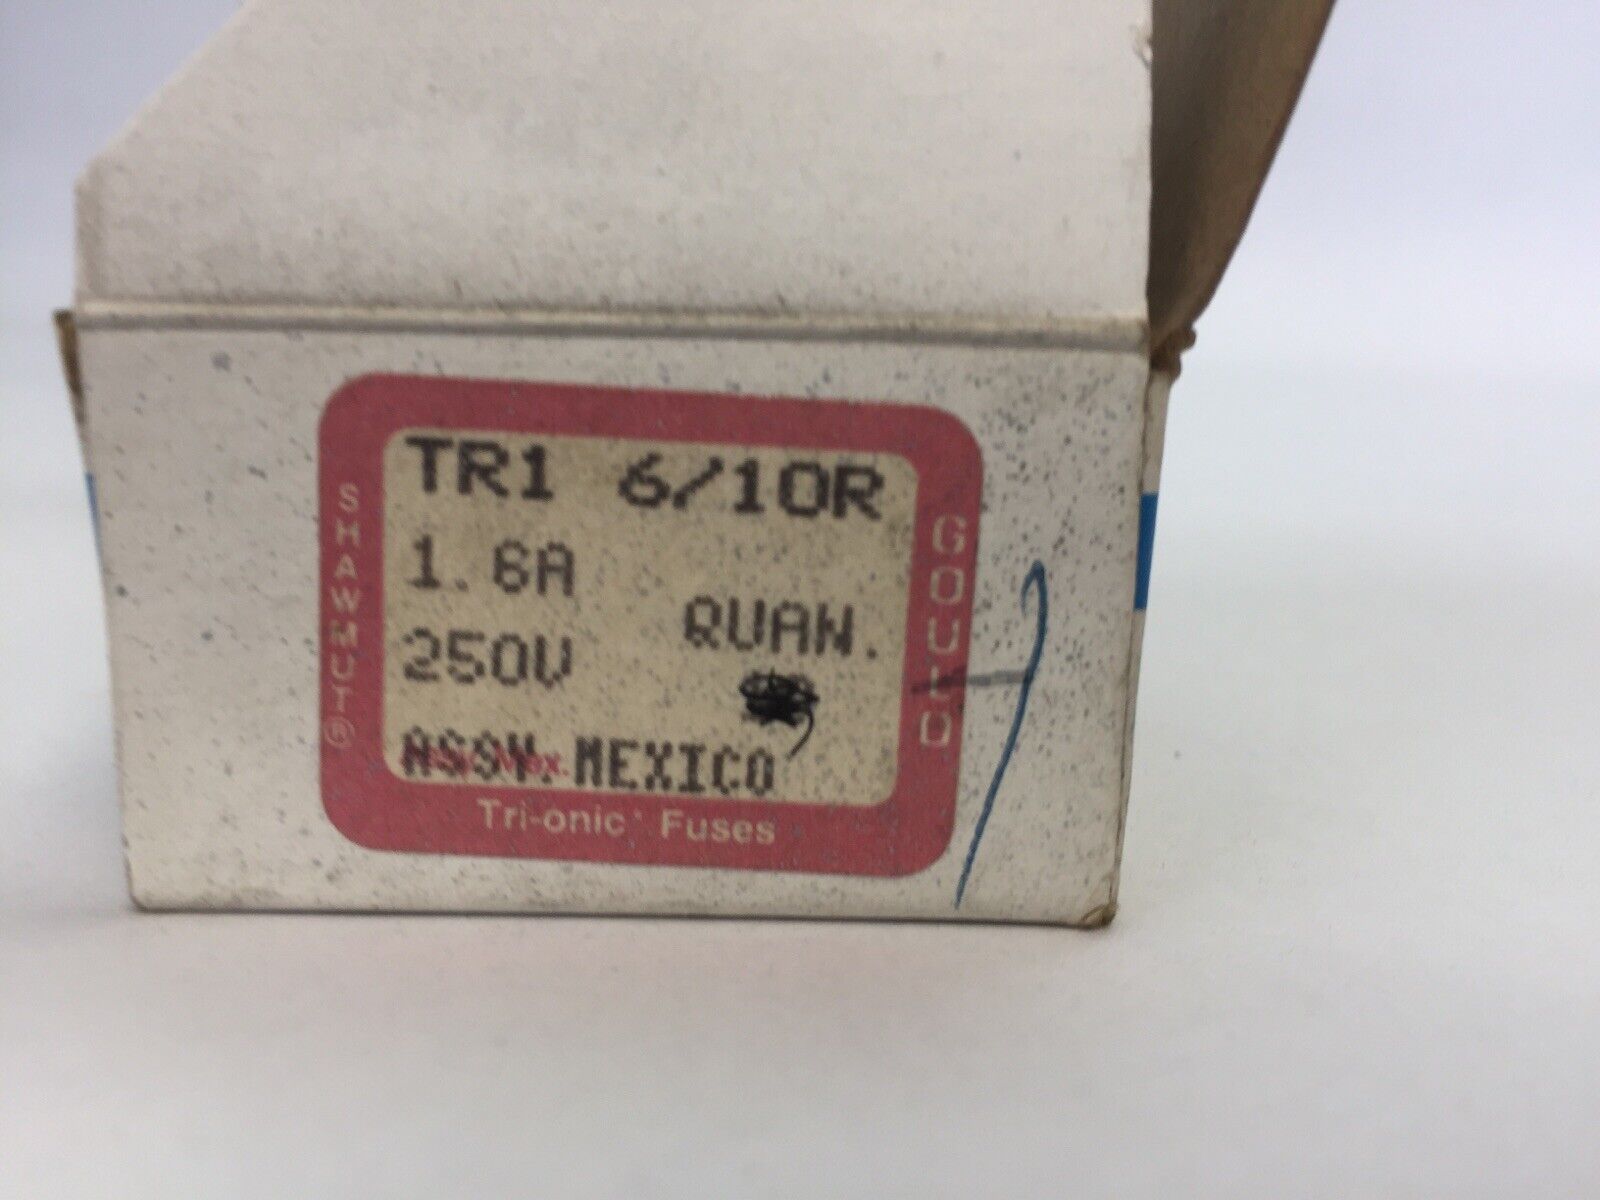 TR1 6/10R
1.6A
QUAN.
250V
ASSY. MEXICO
Tri-onic Fuses
SHAWMUT®
GOULD